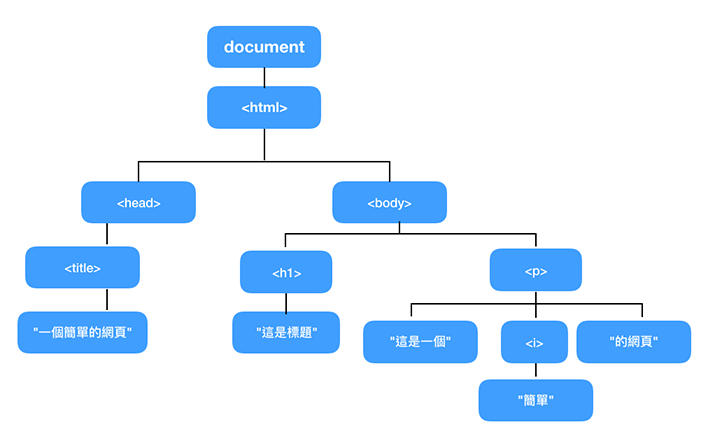 document
<html>
<head>
<body>
<title>
<h1>
<p>
"一個簡單的網頁"
"這是標題"
"這是一個"
<i>
"的網頁"
"簡單"